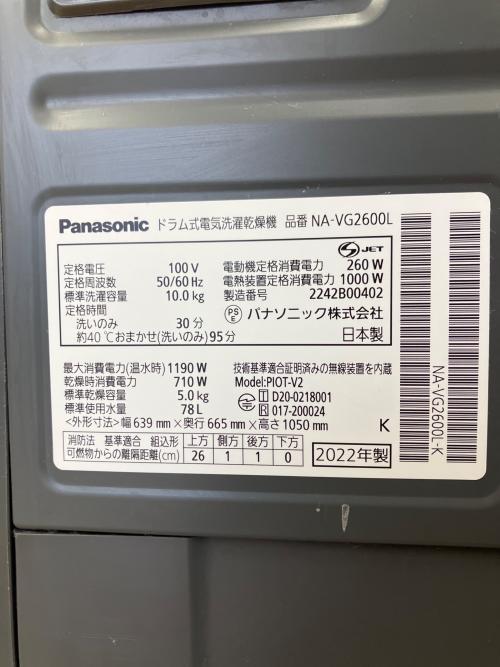 Panasonic ドラム式電気洗濯乾燥機 品番 NA-VG2600L
JET
定格電圧 100 V
定格周波数 50/60 Hz
標準洗濯容量 10.0 kg
定格時間
洗いのみ 30 分
約40℃おまかせ(洗いのみ) 95 分
電動機定格消費電力 260 W
電熱装置定格消費電力 1000 W
製造番号 2242B00402
PSE パナソニック株式会社
日本製
最大消費電力(温水時) 1190 W
乾燥時消費電力 710 W
標準乾燥容量 5.0 kg
標準使用水量 78 L
<外形寸法> 幅 639 mm × 奥行 665 mm × 高さ 1050 mm
技術基準適合証明済みの無線装置を内蔵
Model:PIOT-V2
T D20-0218001
R 017-200024
K
消防法 基準適合 組込形 上方 側方 後方 下方
可燃物からの離隔距離(cm) 26 1 1 0
2022年製
NA-VG2600L-K